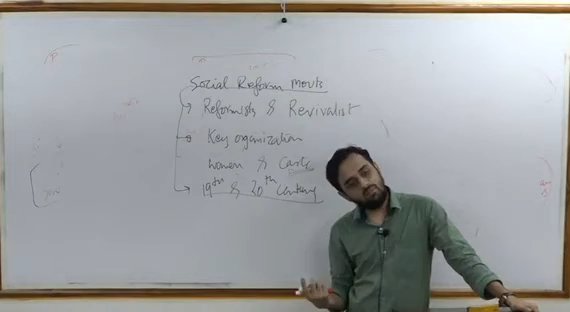 Social Reform Movts
Reformists & Revivalist
Key organization
women & Caste
19th & 20th Century